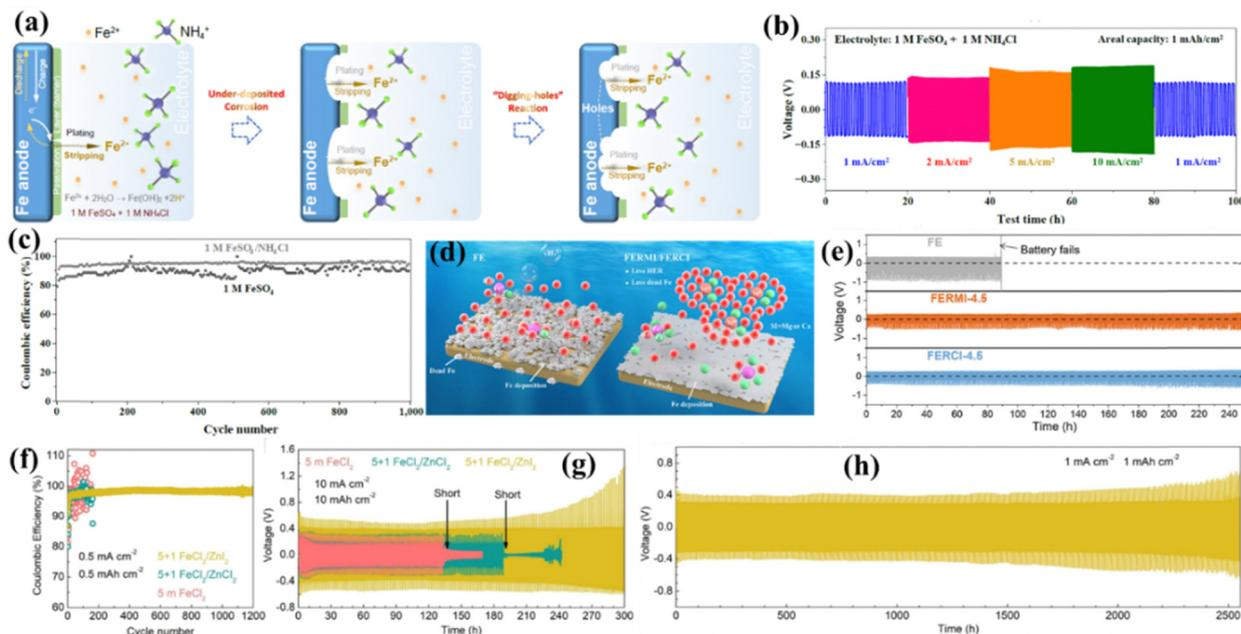 (a)
Fe²⁺
NH₄⁺
Discharge
Charge
e⁻
Plating
Stripping
Fe²⁺
Fe anode
Electrolyte
Fe²⁺ + 2H₂O → Fe(OH)₂ +2H⁺
1 M FeSO₄ + 1 M NH₄Cl
Under-deposited
Corrosion
Fe anode
Plating
Fe²⁺
Stripping
Plating
Fe²⁺
Stripping
Electrolyte
"Digging-holes"
Reaction
Fe anode
Holes
Plating
Fe²⁺
Stripping
Plating
Fe²⁺
Stripping
Electrolyte
(b)
Electrolyte: 1 M FeSO₄ + 1 M NH₄Cl
Areal capacity: 1 mAh/cm²
Voltage (V)
0.30
0.15
0.00
-0.15
-0.30
1 mA/cm²
2 mA/cm²
5 mA/cm²
10 mA/cm²
1 mA/cm²
0 20 40 60 80 100
Test time (h)
(c)
Coulombic efficiency (%)
100
80
60
40
20
0
1 M FeSO₄/NH₄Cl
1 M FeSO₄
0 200 400 600 800 1,000
Cycle number
(d)
FE
H₂
FERMI/FERCI
Less HER
Less dead Fe
M=Mg or Ca
Electrode
Dead Fe
Fe deposition
Electrode
Fe deposition
(e)
Voltage (V)
1
0
-1
FE
Battery fails
1
0
-1
FERMI-4.5
1
0
-1
FERCI-4.5
0 20 40 60 80 100 120 140 160 180 200 220 240
Time (h)
(f)
Coulombic Efficiency (%)
110
100
90
80
70
60
0.5 mA cm⁻²
0.5 mAh cm⁻²
5+1 FeCl₂/ZnI₂
5+1 FeCl₂/ZnCl₂
5 m FeCl₂
0 200 400 600 800 1000 1200
Cycle number
(g)
Voltage (V)
1.6
1.2
0.8
0.4
0.0
-0.4
-0.8
5 m FeCl₂
5+1 FeCl₂/ZnCl₂
5+1 FeCl₂/ZnI₂
10 mA cm⁻²
10 mAh cm⁻²
Short
Short
0 30 60 90 120 150 180 210 240 270 300
Time (h)
(h)
1 mA cm⁻² 1 mAh cm⁻²
Voltage (V)
0.8
0.4
0.0
-0.4
-0.8
0 500 1000 1500 2000 2500
Time (h)